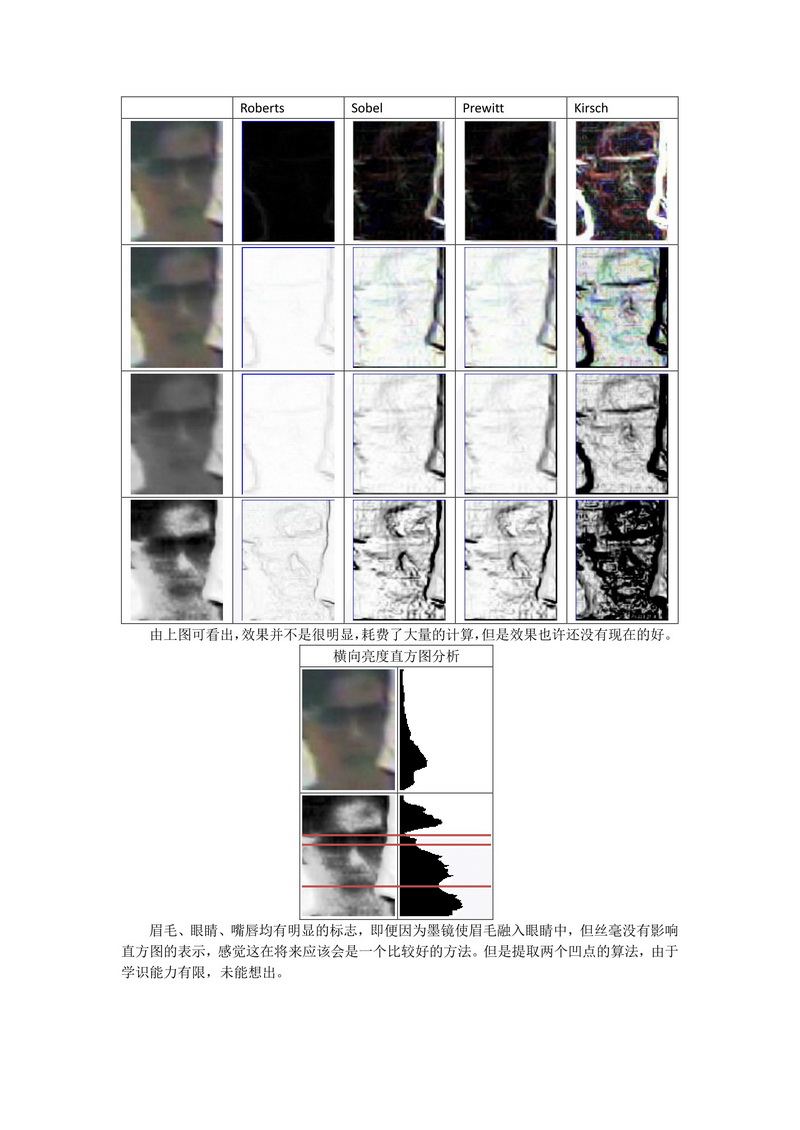 Roberts Sobel Prewitt Kirsch
由上图可看出，效果并不是很明显，耗费了大量的计算，但是效果也许还没有现在的好。
横向亮度直方图分析
眉毛、眼睛、嘴唇均有明显的标志，即便因为墨镜使眉毛融入眼睛中，但丝毫没有影响
直方图的表示，感觉这在将来应该会是一个比较好的方法。但是提取两个凹点的算法，由于
学识能力有限，未能想出。